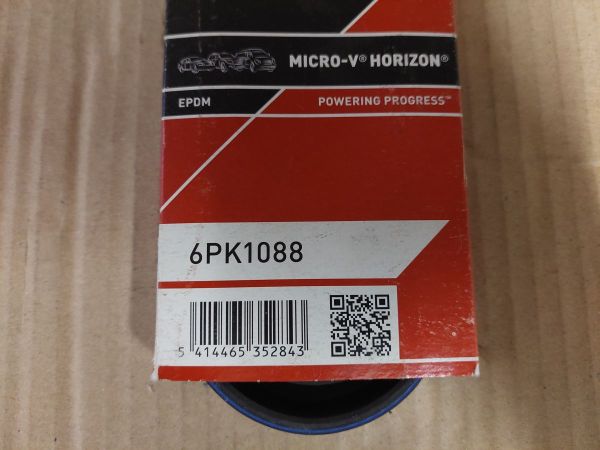 MICRO-V® HORIZON®
EPDM
POWERING PROGRESS™
6PK1088
5 414465 352843